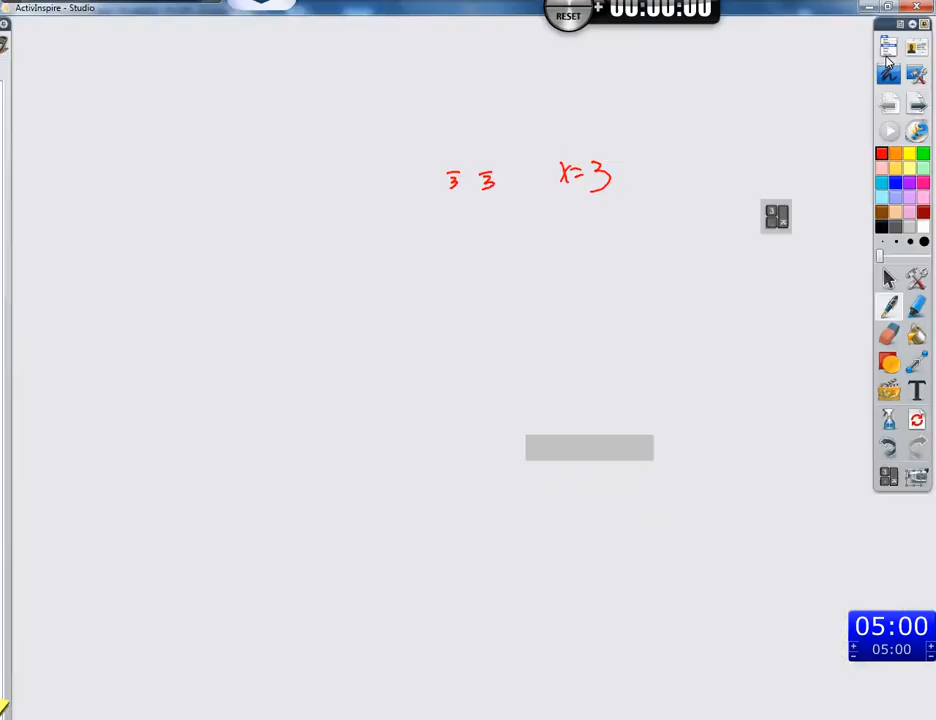 ActivInspire - Studio
RESET
00:00:00
3 3 x=3
T
05:00
05:00